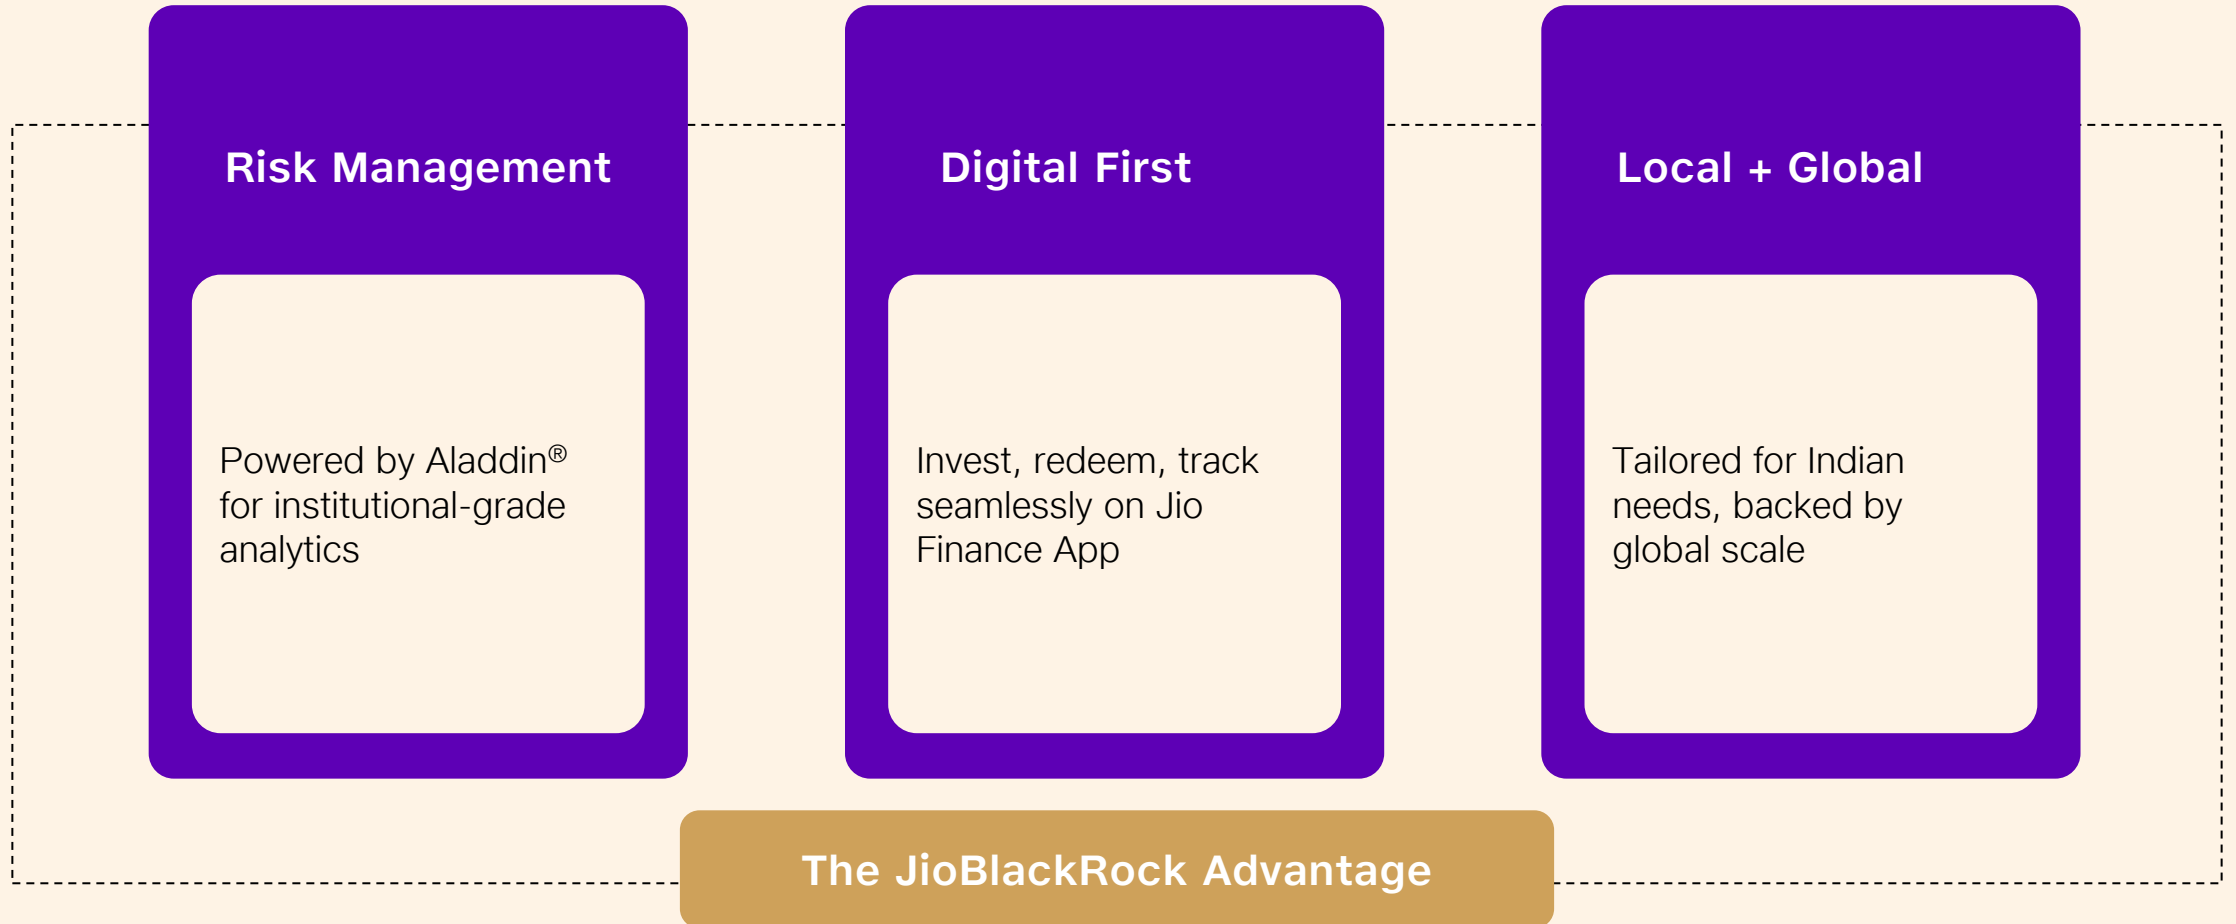 Risk Management
Powered by Aladdin®
for institutional-grade
analytics
Digital First
Invest, redeem, track
seamlessly on Jio
Finance App
Local + Global
Tailored for Indian
needs, backed by
global scale
The JioBlackRock Advantage